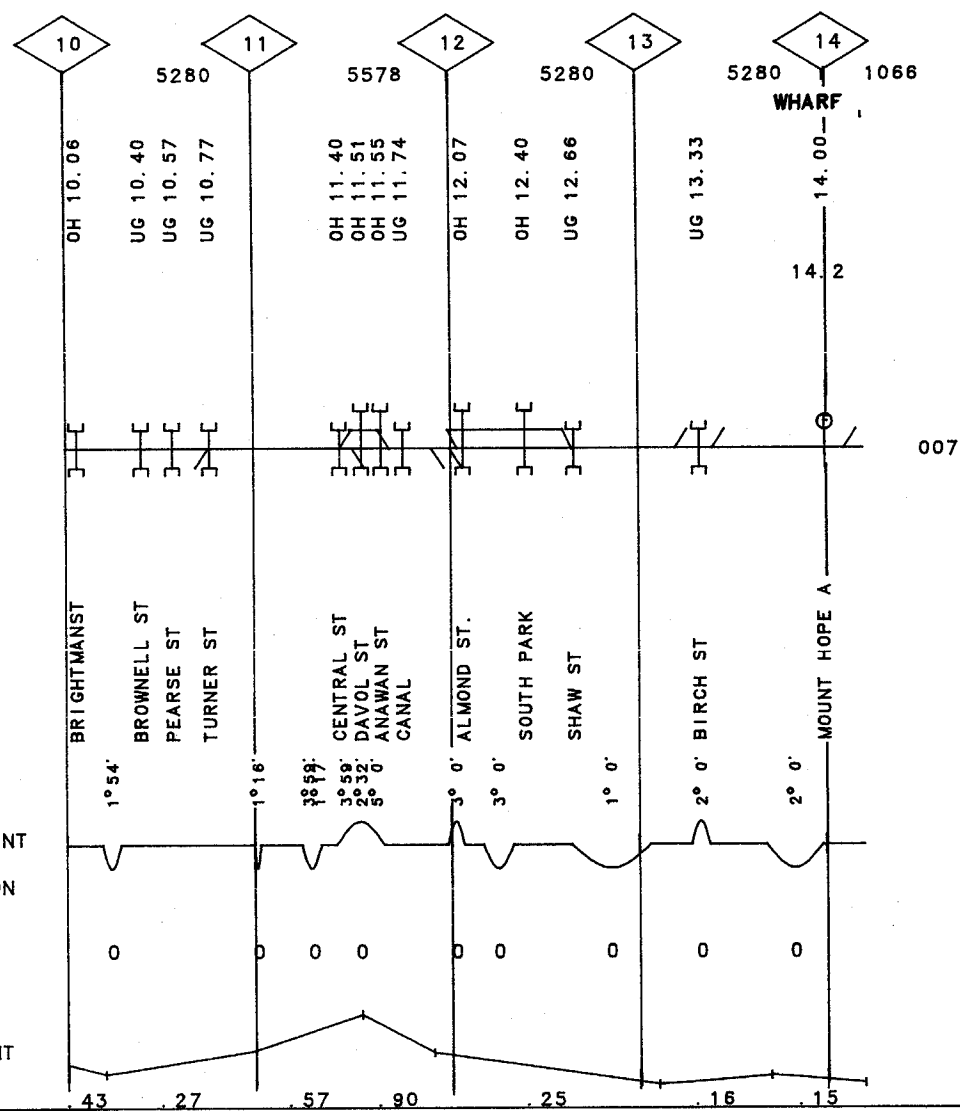 10 11 12 13 14
5280 5578 5280 5280 1066
WHARF
OH 10.06
UG 10.40
UG 10.57
UG 10.77
OH 11.40
OH 11.51
OH 11.55
UG 11.74
OH 12.07
OH 12.40
UG 12.66
UG 13.33
14.00
14.2
007
BRIGHTMANST
BROWNELL ST
PEARSE ST
TURNER ST
CENTRAL ST
DAVOL ST
ANAWAN ST
CANAL
ALMOND ST.
SOUTH PARK
SHAW ST
BIRCH ST
MOUNT HOPE A
1° 54'
1° 16'
3° 59'
1° 17'
3° 59'
2° 32'
5° 0'
3° 0'
3° 0'
1° 0'
2° 0'
2° 0'
NT
ON
0 0 0 0 0 0 0 0 0
T
.43 .27 .57 .90 .25 .16 .15